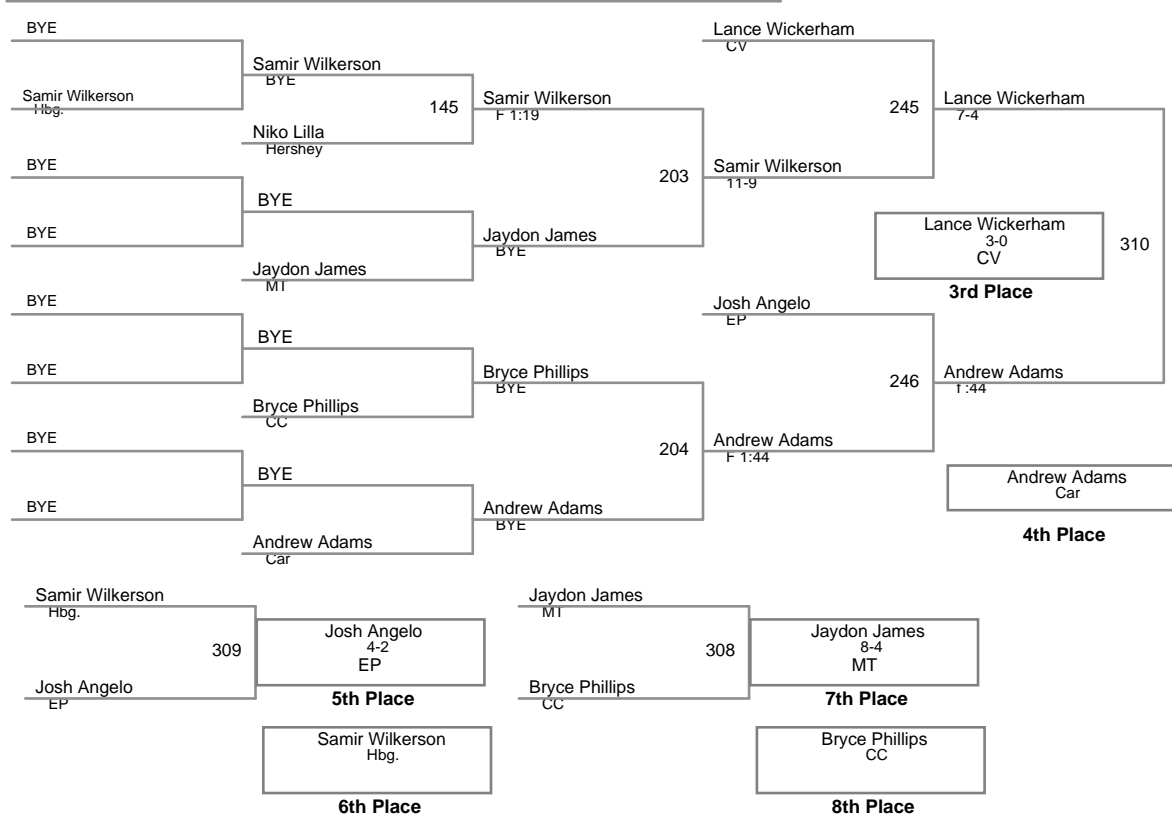 BYE
Lance Wickerham
CV
Samir Wilkerson
BYE
Samir Wilkerson
Hbg.
145
Samir Wilkerson
F 1:19
245
Lance Wickerham
7-4
Niko Lilla
Hershey
BYE
203
Samir Wilkerson
11-9
BYE
Lance Wickerham
3-0
CV
3rd Place
310
BYE
Jaydon James
BYE
Jaydon James
MT
BYE
Josh Angelo
EP
BYE
BYE
Bryce Phillips
BYE
246
Andrew Adams
f :44
Bryce Phillips
CC
BYE
204
Andrew Adams
F 1:44
BYE
Andrew Adams
Car
4th Place
BYE
Andrew Adams
BYE
Andrew Adams
Car
Samir Wilkerson
Hbg.
309
Josh Angelo
4-2
EP
5th Place
Josh Angelo
EP
Samir Wilkerson
Hbg.
6th Place
Jaydon James
MT
308
Jaydon James
8-4
MT
7th Place
Bryce Phillips
CC
Bryce Phillips
CC
8th Place